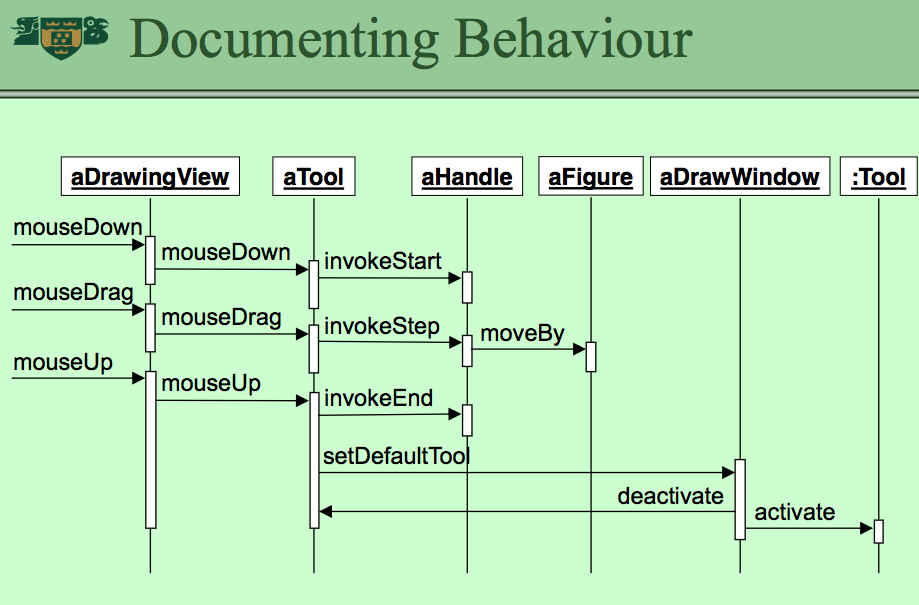 Documenting Behaviour
aDrawingView
aTool
aHandle
aFigure
aDrawWindow
:Tool
mouseDown
mouseDown
invokeStart
mouseDrag
mouseDrag
invokeStep
moveBy
mouseUp
mouseUp
invokeEnd
setDefaultTool
deactivate
activate